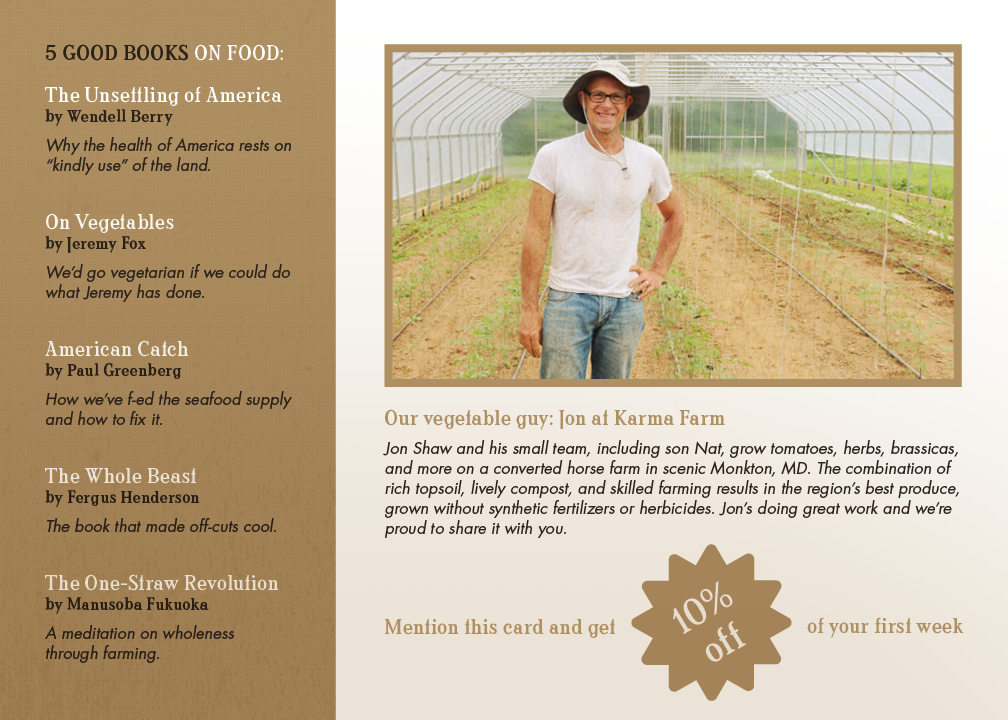 5 GOOD BOOKS ON FOOD:
The Unsettling of America
by Wendell Berry
Why the health of America rests on
“kindly use” of the land.
On Vegetables
by Jeremy Fox
We’d go vegetarian if we could do
what Jeremy has done.
American Catch
by Paul Greenberg
How we’ve f-ed the seafood supply
and how to fix it.
The Whole Beast
by Fergus Henderson
The book that made off-cuts cool.
The One-Straw Revolution
by Manusoba Fukuoka
A meditation on wholeness
through farming.
Our vegetable guy: Jon at Karma Farm
Jon Shaw and his small team, including son Nat, grow tomatoes, herbs, brassicas,
and more on a converted horse farm in scenic Monkton, MD. The combination of
rich topsoil, lively compost, and skilled farming results in the region’s best produce,
grown without synthetic fertilizers or herbicides. Jon’s doing great work and we’re
proud to share it with you.
Mention this card and get
10%
off
of your first week